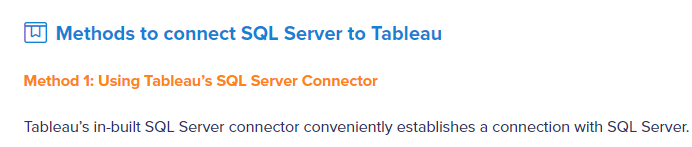 Methods to connect SQL Server to Tableau
Method 1: Using Tableau's SQL Server Connector
Tableau's in-built SQL Server connector conveniently establishes a connection with SQL Server.